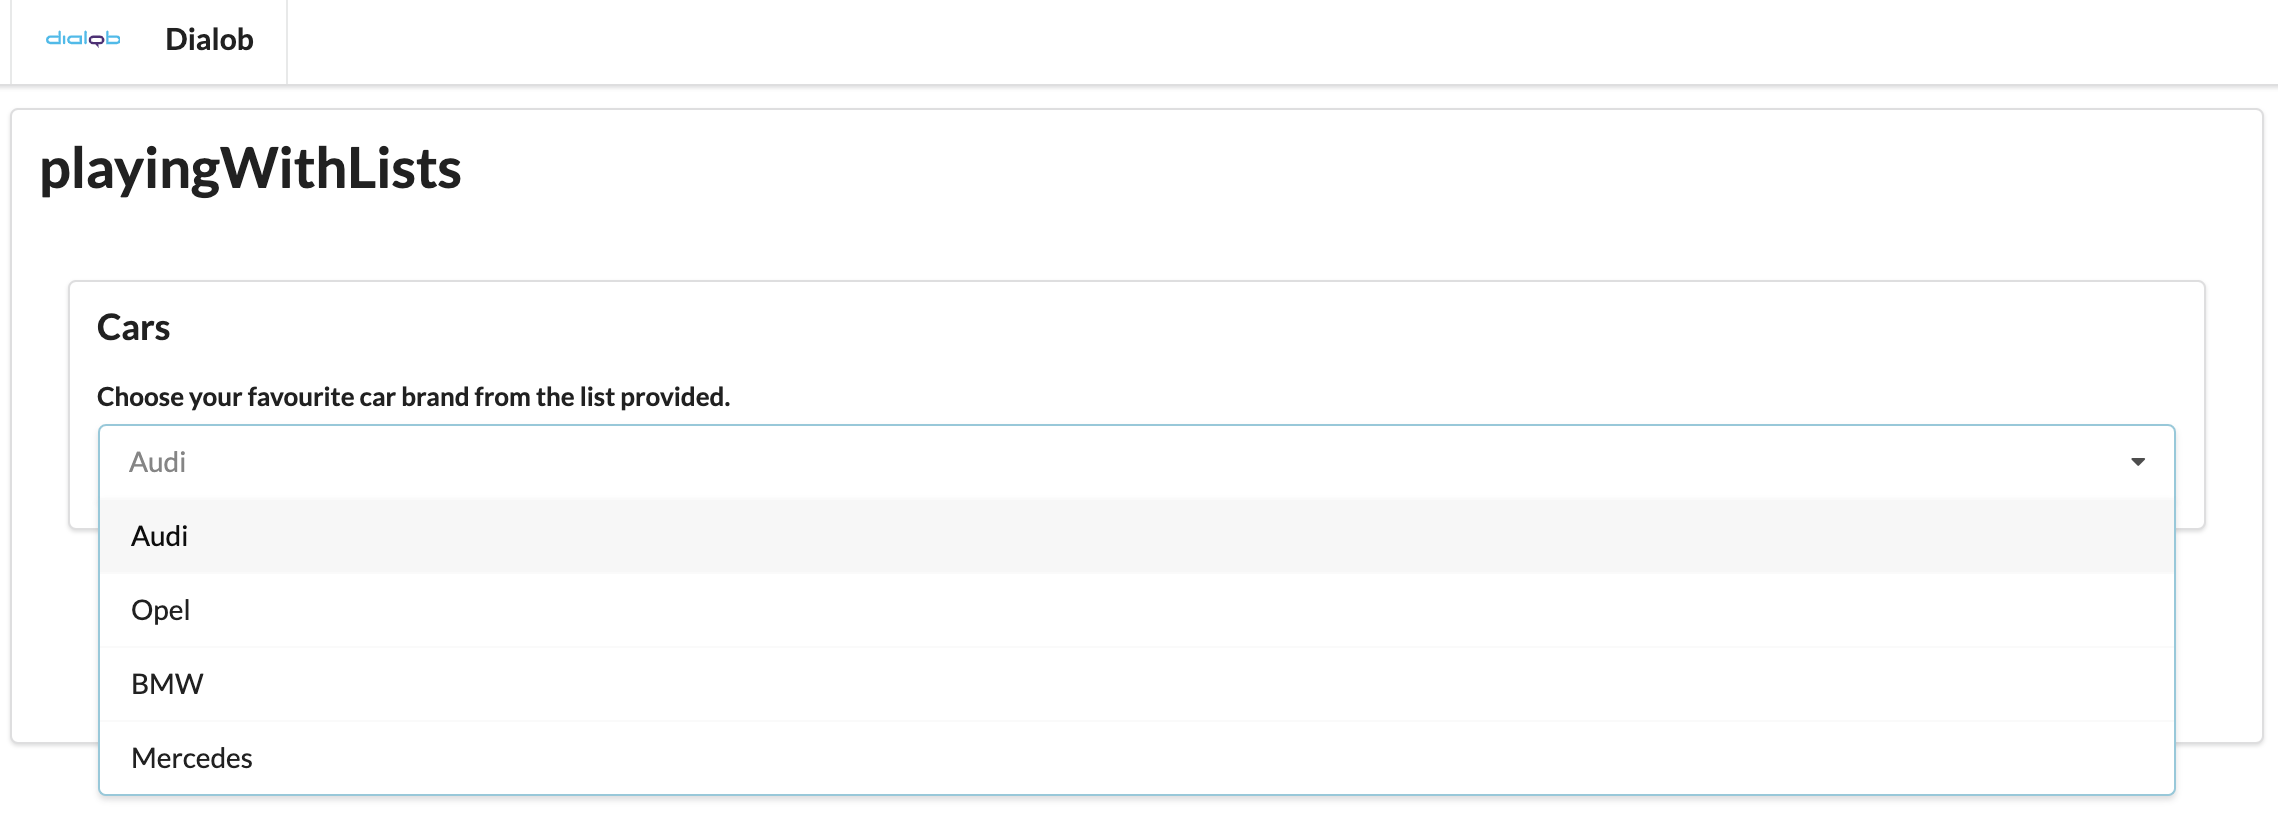 dialob Dialob
playingWithLists
Cars
Choose your favourite car brand from the list provided.
Audi
Audi
Opel
BMW
Mercedes